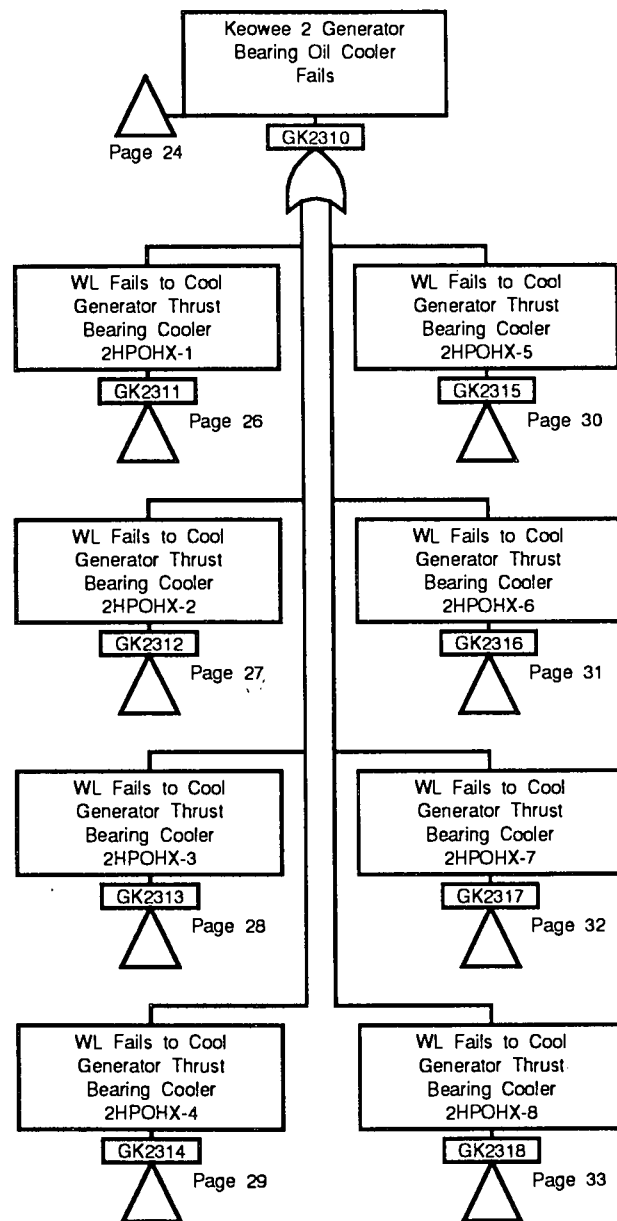 Keowee 2 Generator
Bearing Oil Cooler
Fails
GK2310
Page 24
WL Fails to Cool
Generator Thrust
Bearing Cooler
2HPOHX-1
GK2311
Page 26
WL Fails to Cool
Generator Thrust
Bearing Cooler
2HPOHX-5
GK2315
Page 30
WL Fails to Cool
Generator Thrust
Bearing Cooler
2HPOHX-2
GK2312
Page 27
WL Fails to Cool
Generator Thrust
Bearing Cooler
2HPOHX-6
GK2316
Page 31
WL Fails to Cool
Generator Thrust
Bearing Cooler
2HPOHX-3
GK2313
Page 28
WL Fails to Cool
Generator Thrust
Bearing Cooler
2HPOHX-7
GK2317
Page 32
WL Fails to Cool
Generator Thrust
Bearing Cooler
2HPOHX-4
GK2314
Page 29
WL Fails to Cool
Generator Thrust
Bearing Cooler
2HPOHX-8
GK2318
Page 33